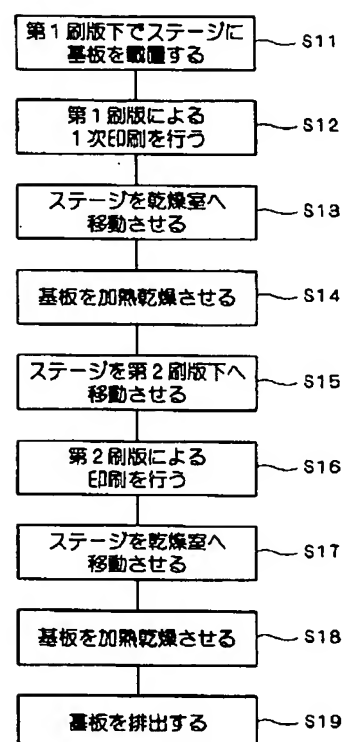 第1刷版下でステージに
基板を載置する
S11
第1刷版による
1次印刷を行う
S12
ステージを乾燥室へ
移動させる
S13
基板を加熱乾燥させる
S14
ステージを第2刷版下へ
移動させる
S15
第2刷版による
印刷を行う
S16
ステージを乾燥室へ
移動させる
S17
基板を加熱乾燥させる
S18
基板を排出する
S19